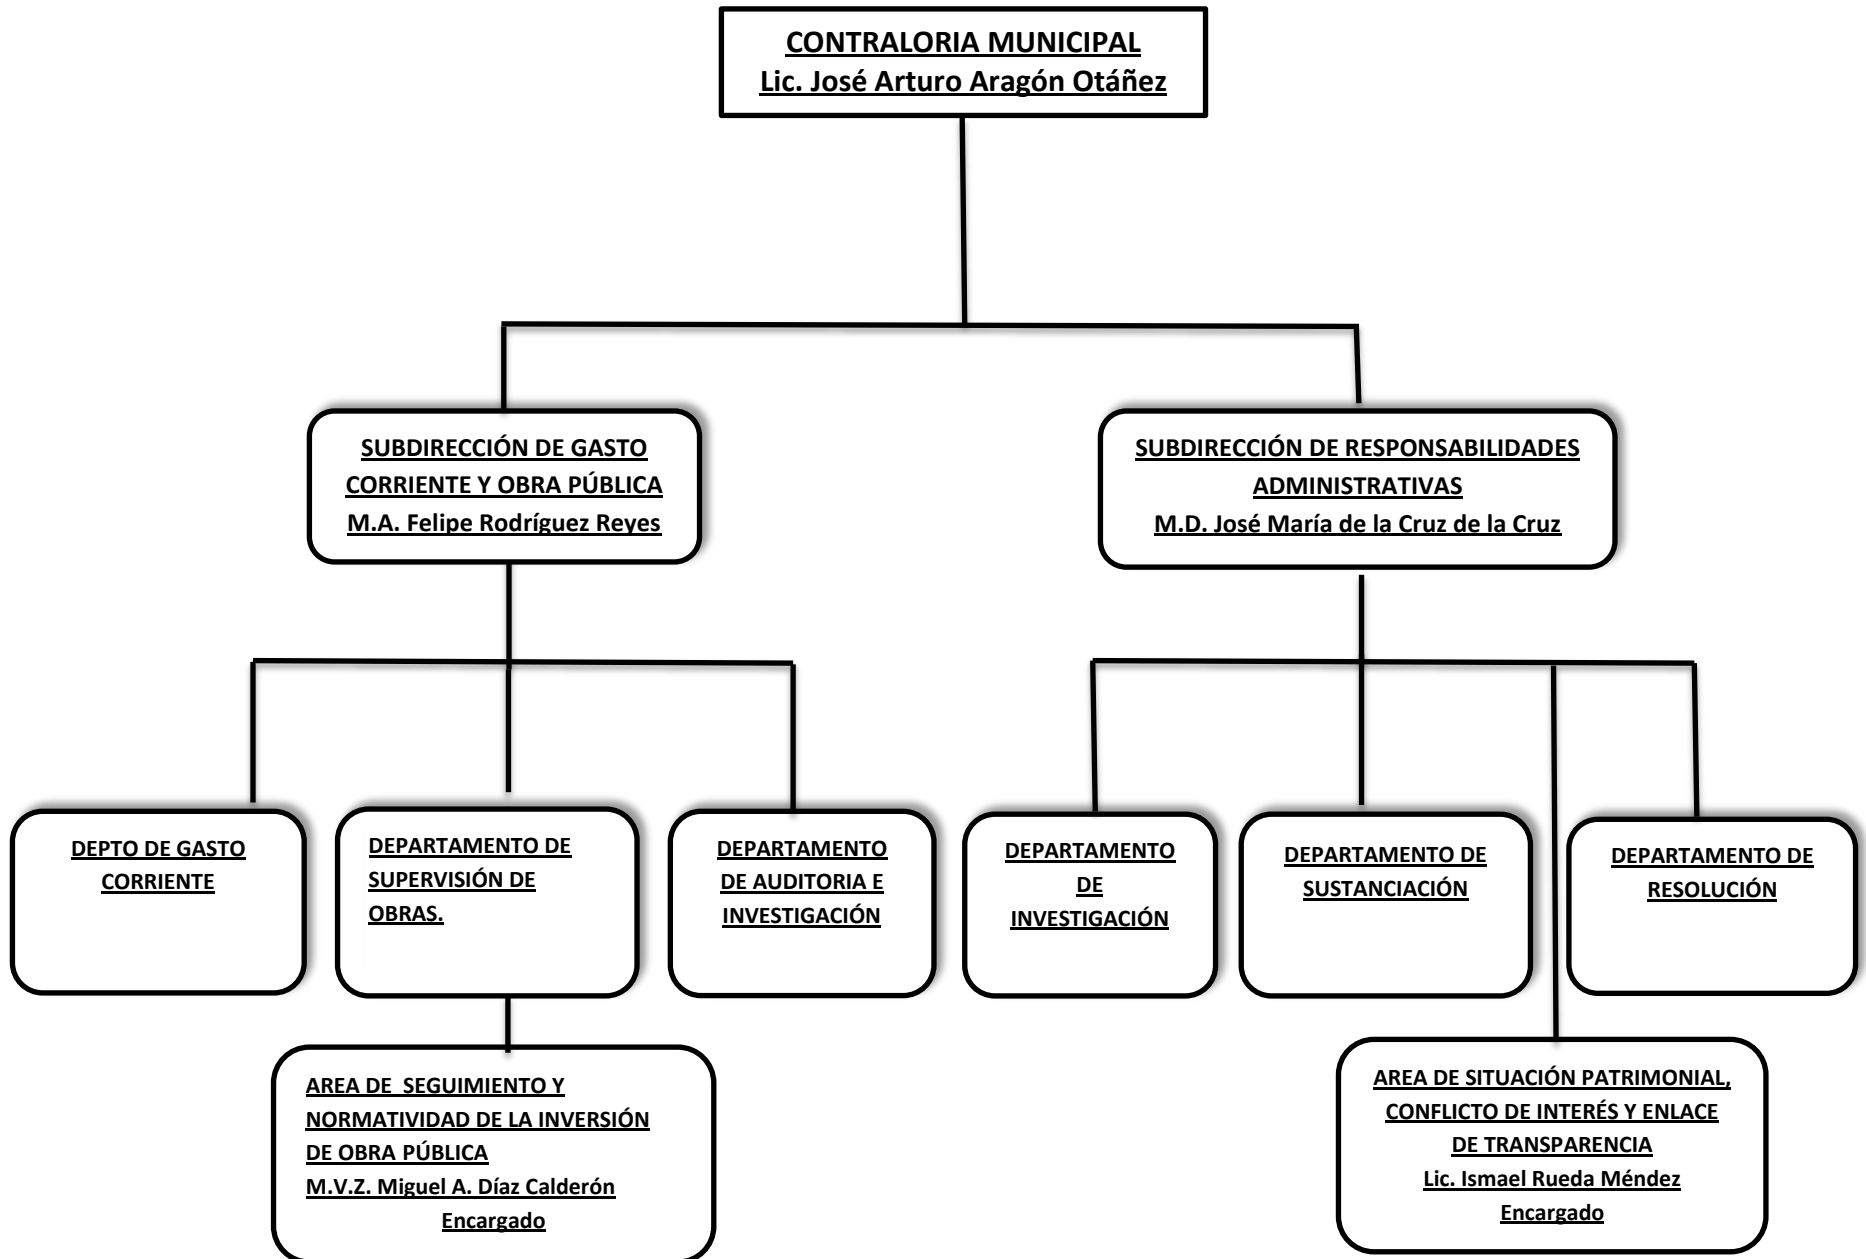 CONTRALORIA MUNICIPAL
Lic. José Arturo Aragón Otáñez
SUBDIRECCIÓN DE GASTO
CORRIENTE Y OBRA PÚBLICA
M.A. Felipe Rodríguez Reyes
SUBDIRECCIÓN DE RESPONSABILIDADES
ADMINISTRATIVAS
M.D. José María de la Cruz de la Cruz
DEPTO DE GASTO
CORRIENTE
DEPARTAMENTO DE
SUPERVISIÓN DE
OBRAS.
DEPARTAMENTO
DE AUDITORIA E
INVESTIGACIÓN
DEPARTAMENTO
DE
INVESTIGACIÓN
DEPARTAMENTO DE
SUSTANCIACIÓN
DEPARTAMENTO DE
RESOLUCIÓN
AREA DE  SEGUIMIENTO Y
NORMATIVIDAD DE LA INVERSIÓN
DE OBRA PÚBLICA
M.V.Z. Miguel A. Díaz Calderón
Encargado
AREA DE SITUACIÓN PATRIMONIAL,
CONFLICTO DE INTERÉS Y ENLACE
DE TRANSPARENCIA
Lic. Ismael Rueda Méndez
Encargado